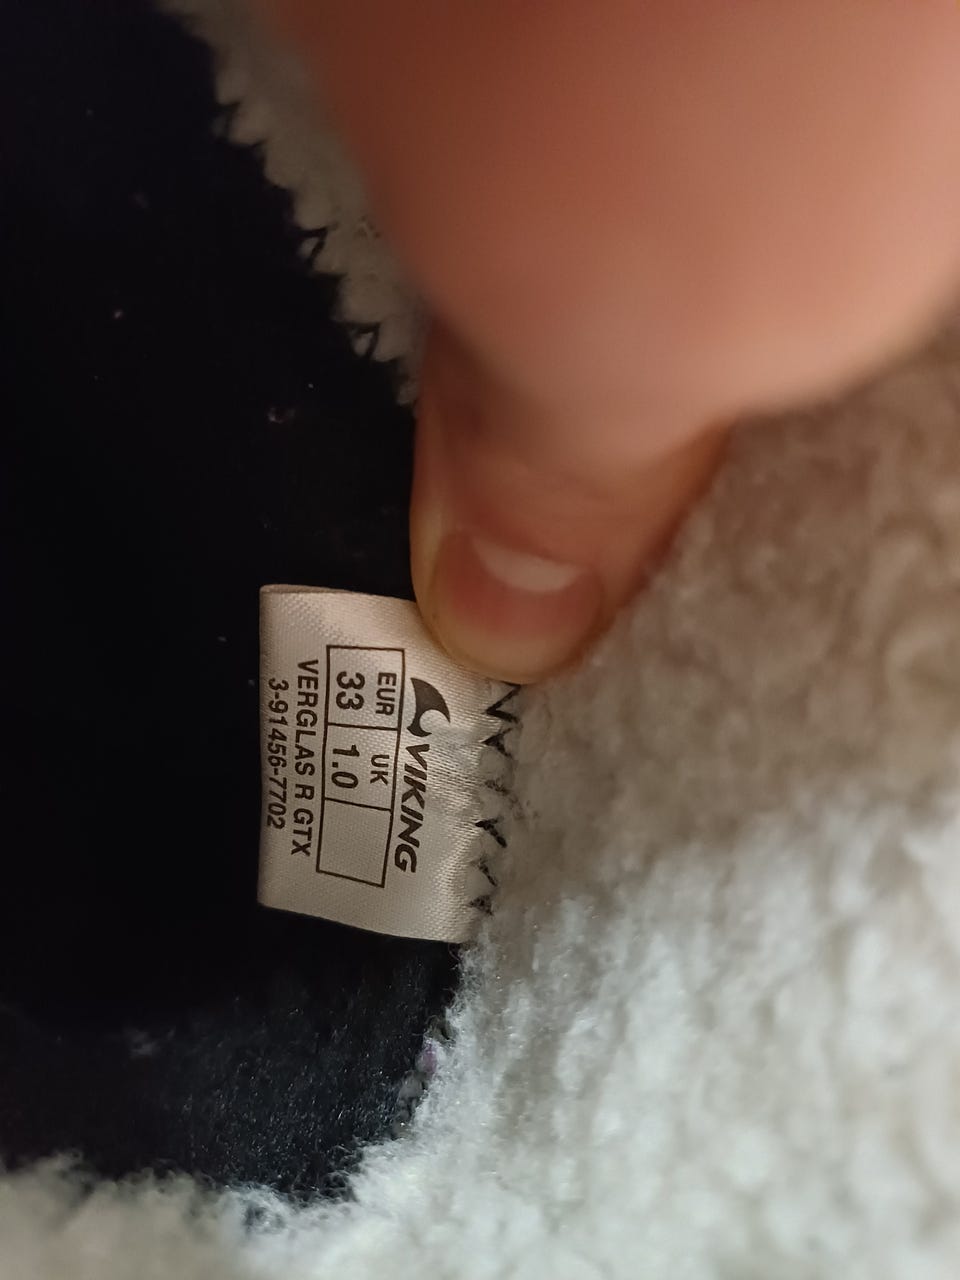 VIKING
EUR UK
33 1.0
VERGLAS R GTX
3-91456-7702